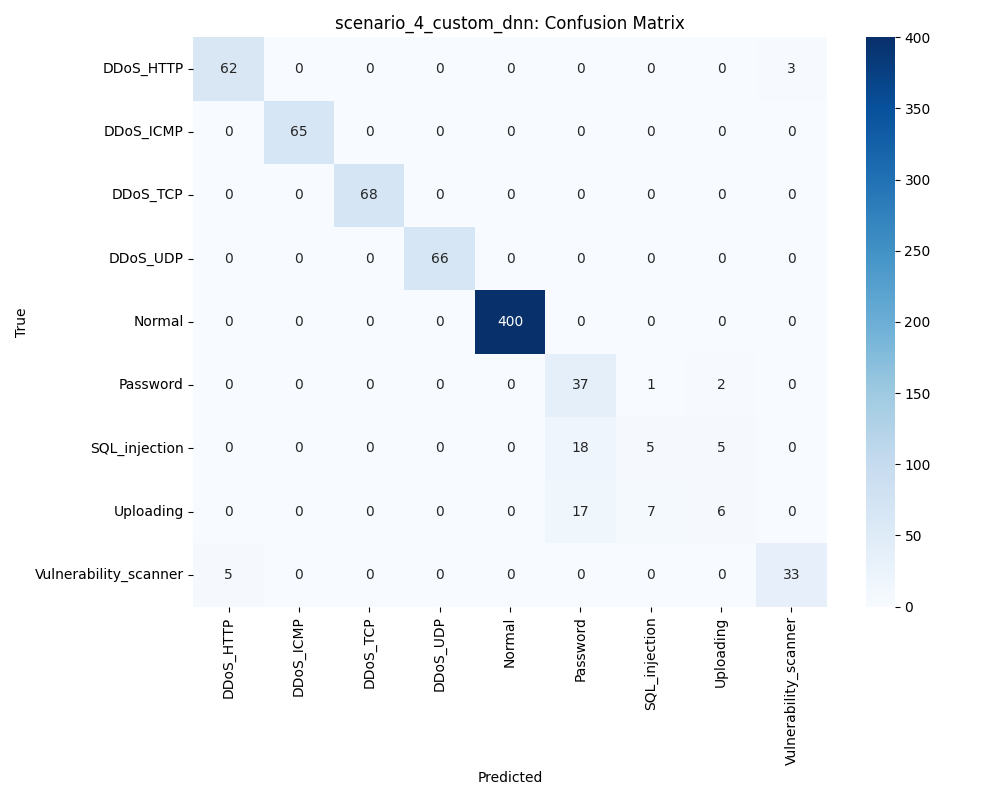 scenario_4_custom_dnn: Confusion Matrix
True
DDoS_HTTP 62 0 0 0 0 0 0 0 3
DDoS_ICMP 0 65 0 0 0 0 0 0 0
DDoS_TCP 0 0 68 0 0 0 0 0 0
DDoS_UDP 0 0 0 66 0 0 0 0 0
Normal 0 0 0 0 400 0 0 0 0
Password 0 0 0 0 0 37 1 2 0
SQL_injection 0 0 0 0 0 18 5 5 0
Uploading 0 0 0 0 0 17 7 6 0
Vulnerability_scanner 5 0 0 0 0 0 0 0 33
DDoS_HTTP
DDoS_ICMP
DDoS_TCP
DDoS_UDP
Normal
Password
SQL_injection
Uploading
Vulnerability_scanner
Predicted
400
350
300
250
200
150
100
50
0